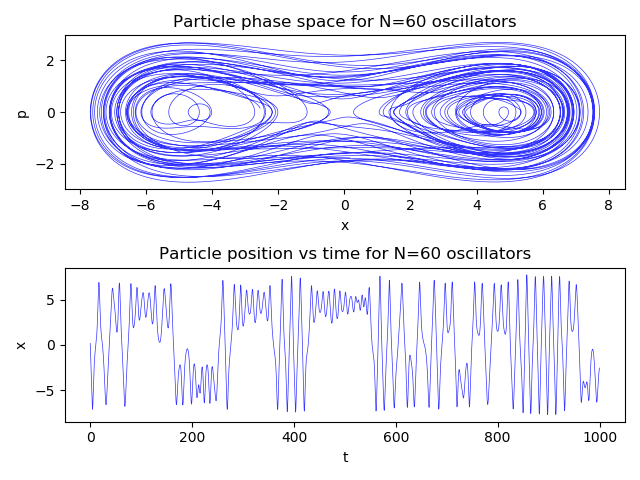 Particle phase space for N=60 oscillators
2
0
−2
p
−8 −6 −4 −2 0 2 4 6 8
x
Particle position vs time for N=60 oscillators
5
0
−5
x
0 200 400 600 800 1000
t